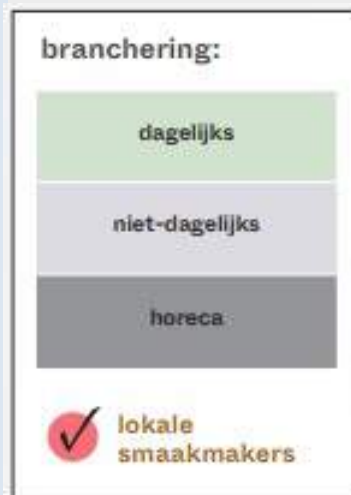 branchering:
dagelijks
niet-dagelijks
horeca
lokale
smaakmakers